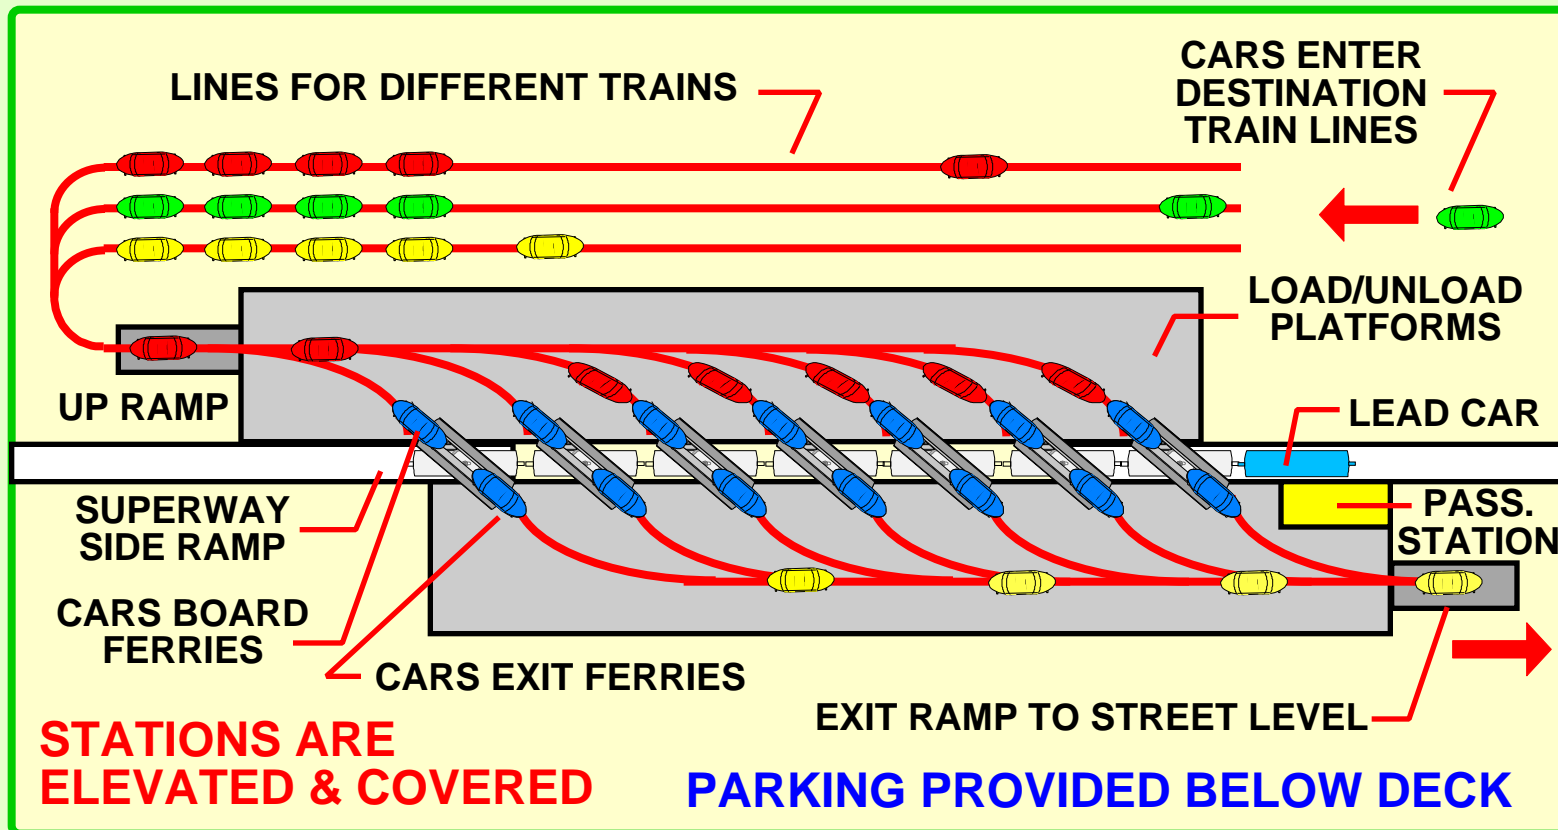 LINES FOR DIFFERENT TRAINS
CARS ENTER
DESTINATION
TRAIN LINES
LOAD/UNLOAD
PLATFORMS
UP RAMP
LEAD CAR
SUPERWAY
SIDE RAMP
PASS.
STATION
CARS BOARD
FERRIES
CARS EXIT FERRIES
EXIT RAMP TO STREET LEVEL
STATIONS ARE
ELEVATED & COVERED
PARKING PROVIDED BELOW DECK